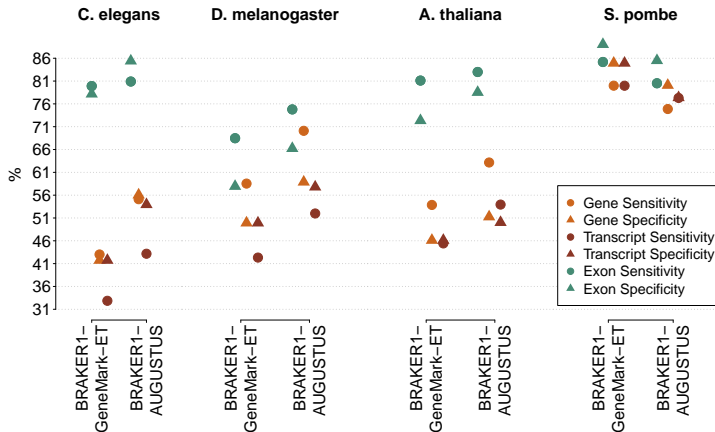 C. elegans
D. melanogaster
A. thaliana
S. pombe
%
86
81
76
71
66
61
56
51
46
41
36
31
Gene Sensitivity
Gene Specificity
Transcript Sensitivity
Transcript Specificity
Exon Sensitivity
Exon Specificity
BRAKER1−
GeneMark−ET
BRAKER1−
AUGUSTUS
BRAKER1−
GeneMark−ET
BRAKER1−
AUGUSTUS
BRAKER1−
GeneMark−ET
BRAKER1−
AUGUSTUS
BRAKER1−
GeneMark−ET
BRAKER1−
AUGUSTUS